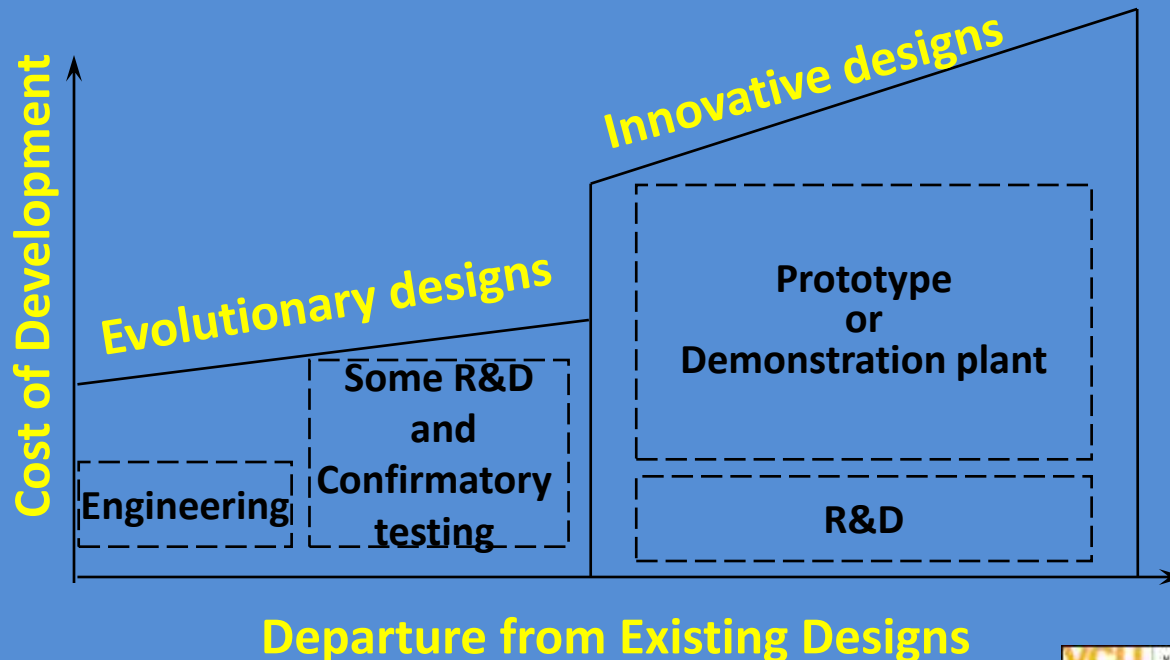 Cost of Development
Evolutionary designs
Innovative designs
Engineering
Some R&D
and
Confirmatory
testing
Prototype
or
Demonstration plant
R&D
Departure from Existing Designs